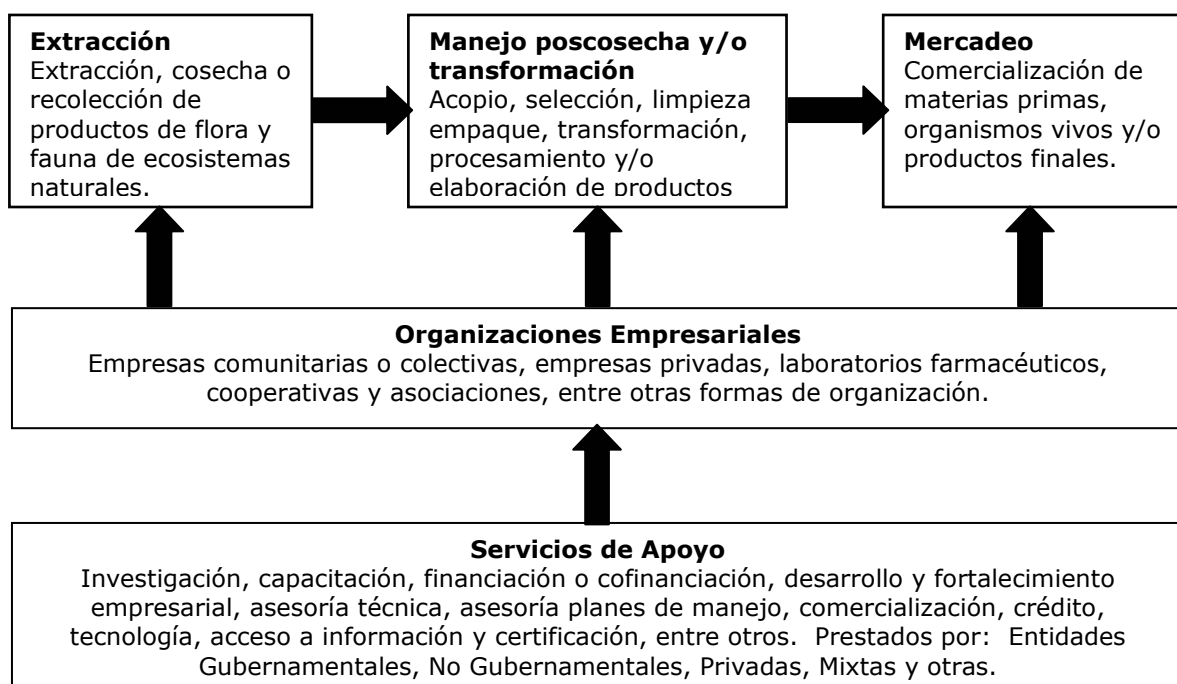 Extracción
Extracción, cosecha o
recolección de
productos de flora y
fauna de ecosistemas
naturales.
Manejo poscosecha y/o
transformación
Acopio, selección, limpieza
empaque, transformación,
procesamiento y/o
elaboración de productos
Mercadeo
Comercialización de
materias primas,
organismos vivos y/o
productos finales.
Organizaciones Empresariales
Empresas comunitarias o colectivas, empresas privadas, laboratorios farmacéuticos,
cooperativas y asociaciones, entre otras formas de organización.
Servicios de Apoyo
Investigación, capacitación, financiación o cofinanciación, desarrollo y fortalecimiento
empresarial, asesoría técnica, asesoría planes de manejo, comercialización, crédito,
tecnología, acceso a información y certificación, entre otros.  Prestados por:  Entidades
Gubernamentales, No Gubernamentales, Privadas, Mixtas y otras.